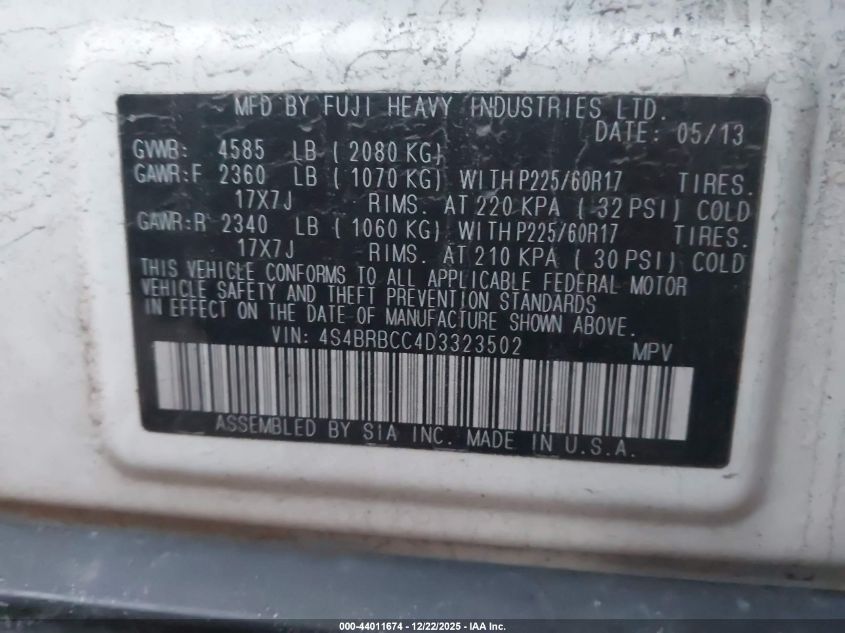 MFD BY FUJI HEAVY INDUSTRIES LTD.
DATE: 05/13
GVWB: 4585 LB ( 2080 KG)
GAWR:F 2360 LB ( 1070 KG) WITH P225/60R17 TIRES.
17X7J RIMS. AT 220 KPA ( 32 PSI) COLD
GAWR:R 2340 LB ( 1060 KG) WITH P225/60R17 TIRES.
17X7J RIMS. AT 210 KPA ( 30 PSI) COLD
THIS VEHICLE CONFORMS TO ALL APPLICABLE FEDERAL MOTOR
VEHICLE SAFETY AND THEFT PREVENTION STANDARDS
IN EFFECT ON THE DATE OF MANUFACTURE SHOWN ABOVE.
VIN: 4S4BRBCC4D3323502 MPV
ASSEMBLED BY SIA INC. MADE IN U.S.A.
000-44011674 - 12/22/2025 - IAA Inc.